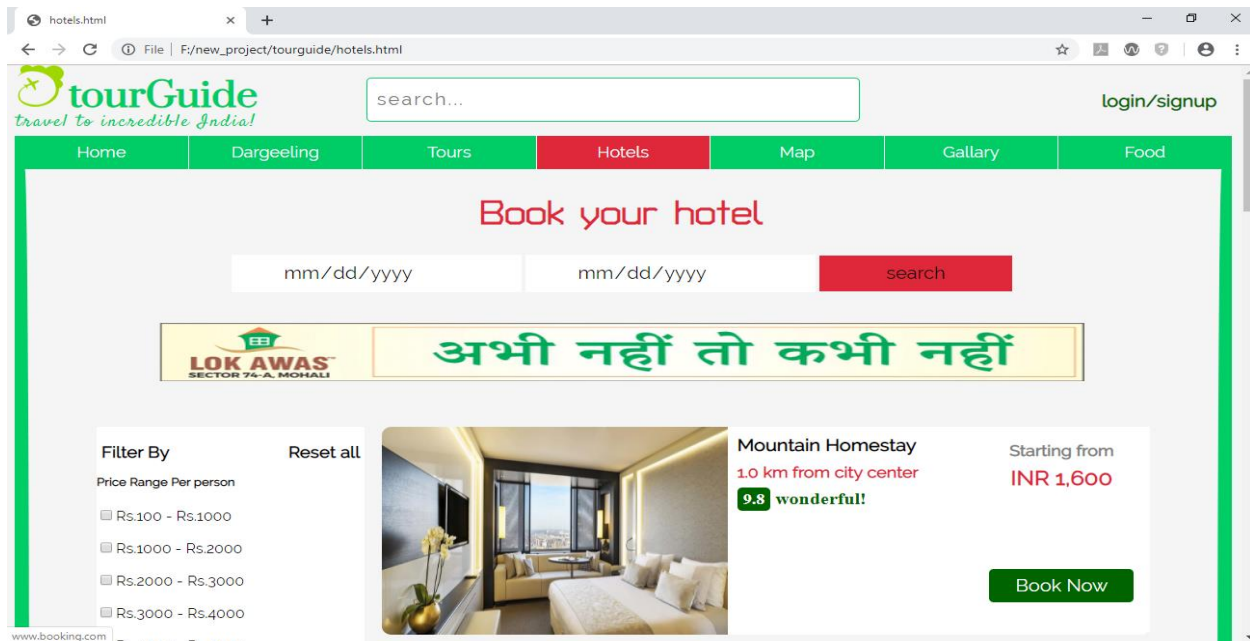 hotels.html
File | F:/new_project/tourguide/hotels.html
tourGuide
travel to incredible India!
search...
login/signup
Home Dargeeling Tours Hotels Map Gallary Food
Book your hotel
mm/dd/yyyy mm/dd/yyyy search
LOK AWAS
SECTOR 74-A, MOHALI
अभी नहीं तो कभी नहीं
Filter By Reset all
Price Range Per person
Rs.100 - Rs.1000
Rs.1000 - Rs.2000
Rs.2000 - Rs.3000
Rs.3000 - Rs.4000
Mountain Homestay
1.0 km from city center
9.8 wonderful!
Starting from
INR 1,600
Book Now
www.booking.com